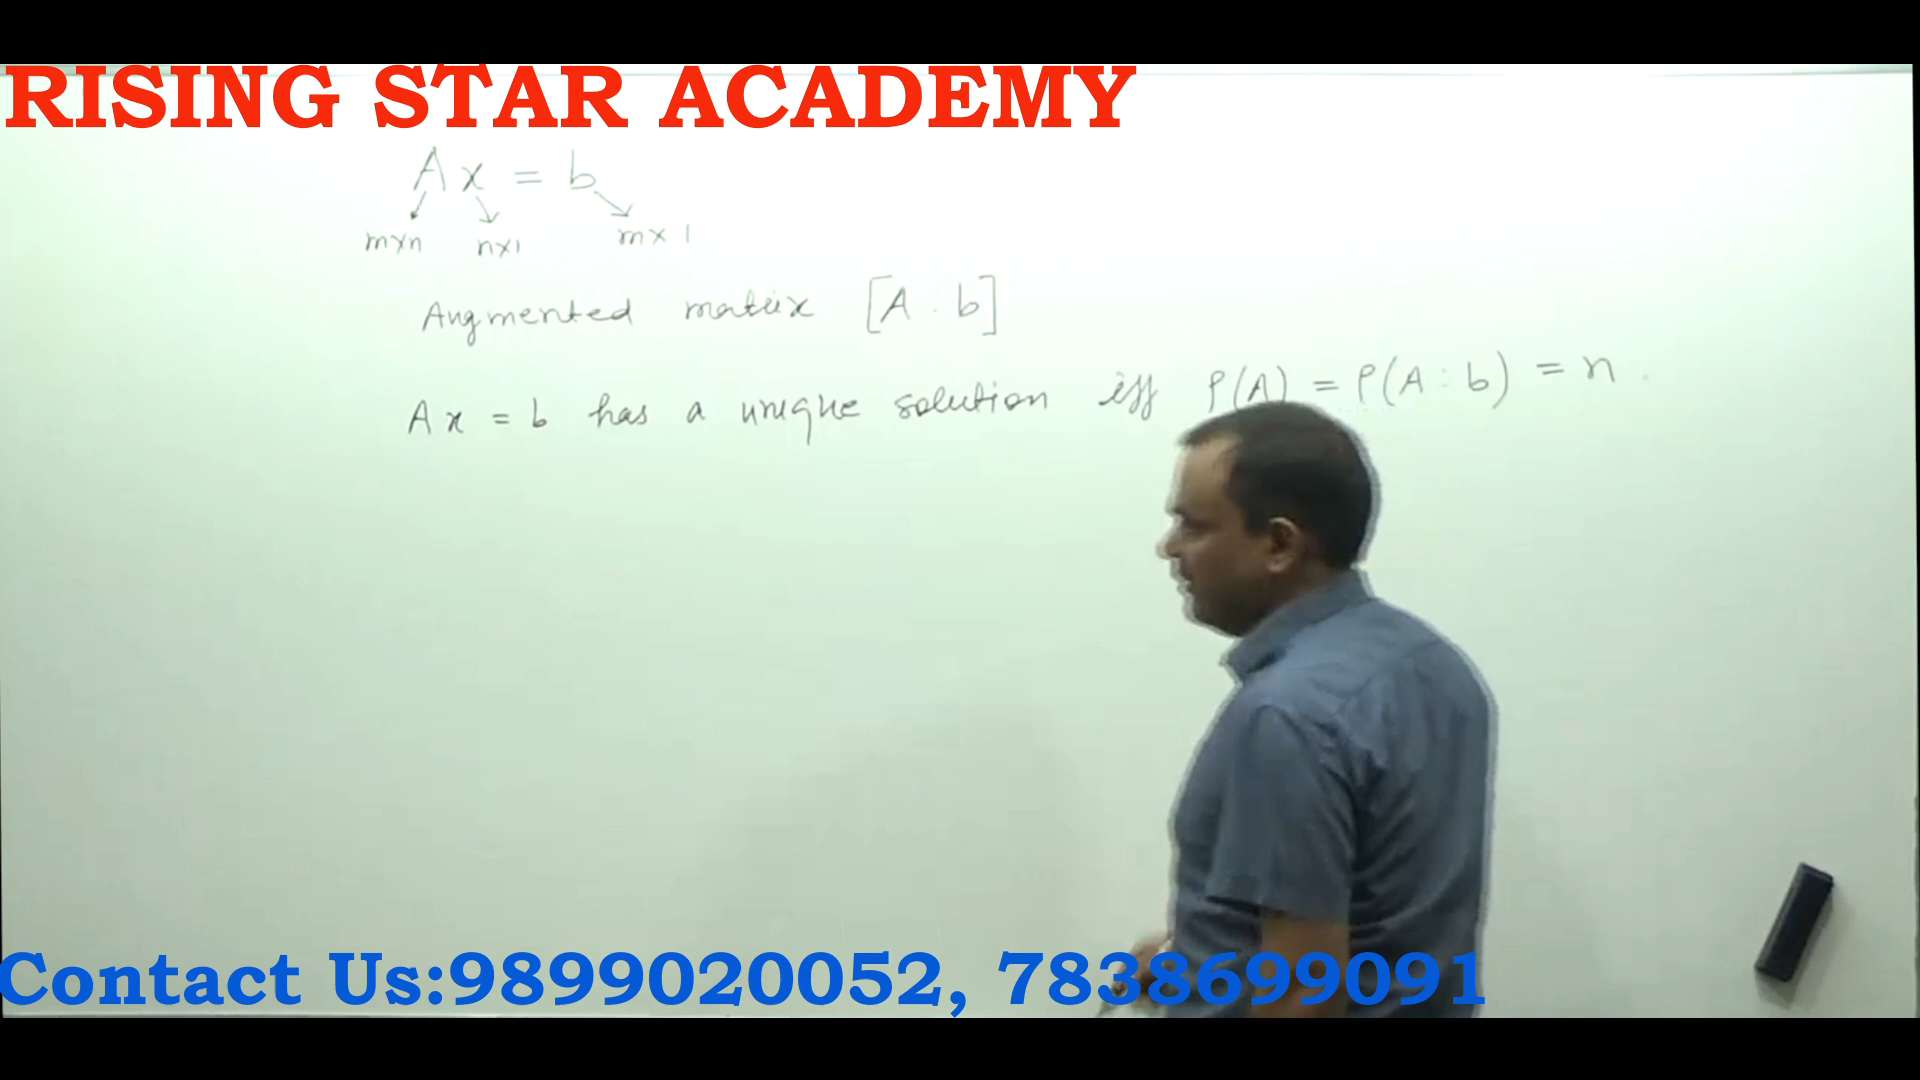 RISING STAR ACADEMY
Ax = b
m×n n×1 m×1
Augmented matrix [A : b]
Ax = b has a unique solution iff ρ(A) = ρ(A : b) = n.
Contact Us:9899020052, 7838699091